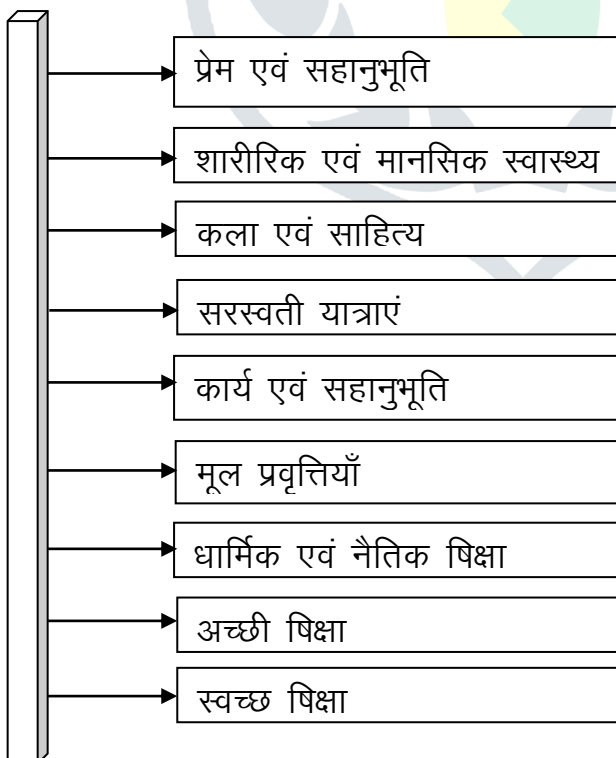 प्रेम एवं सहानुभूति
शारीरिक एवं मानसिक स्वास्थ्य
कला एवं साहित्य
सरस्वती यात्राएं
कार्य एवं सहानुभूति
मूल प्रवृत्तियाँ
धार्मिक एवं नैतिक षिक्षा
अच्छी षिक्षा
स्वच्छ षिक्षा